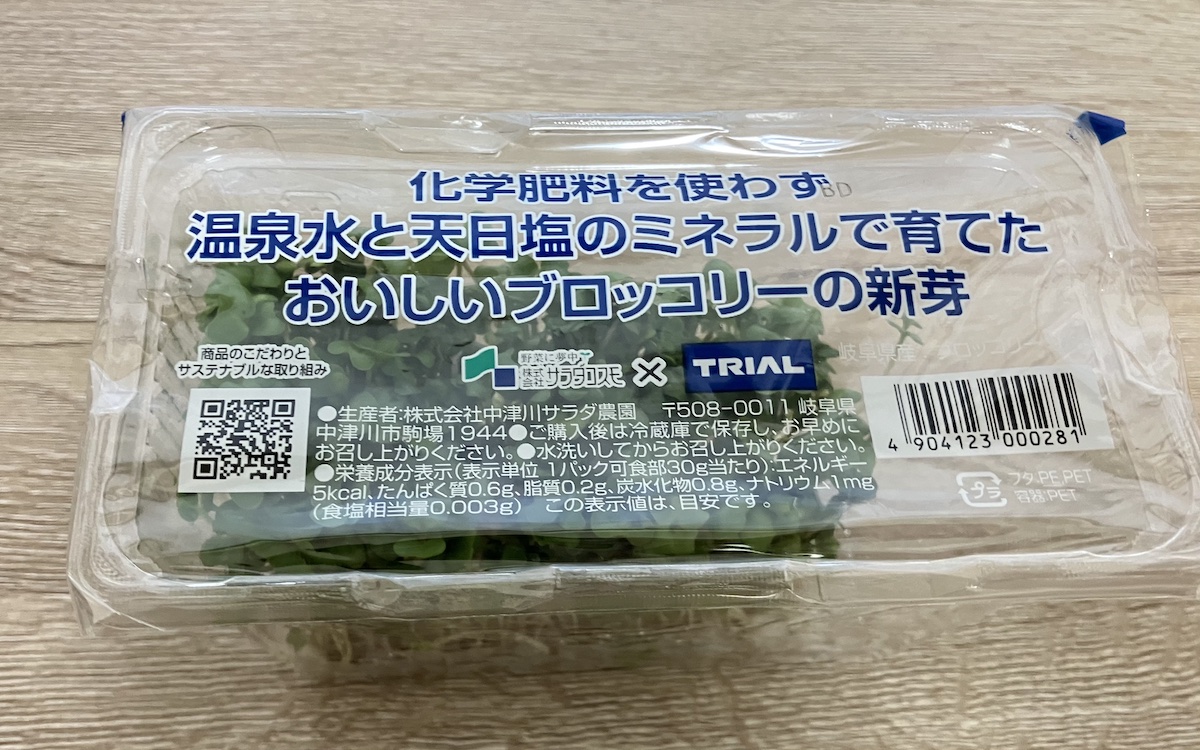 化学肥料を使わず
BD
温泉水と天日塩のミネラルで育てた
おいしいブロッコリーの新芽
商品のこだわりと
サステナブルな取り組み
野菜に夢中
株式会社 サラダコスモ × TRIAL
岐阜県産
●生産者:株式会社中津川サラダ農園 〒508-0011 岐阜県
中津川市駒場1944●ご購入後は冷蔵庫で保存し、お早めに
お召し上がりください。●水洗いしてからお召し上がりください。
●栄養成分表示(表示単位 1パック可食部30g当たり):エネルギー
5kcal、たんぱく質0.6g、脂質0.2g、炭水化物0.8g、ナトリウム1mg
(食塩相当量0.003g) この表示値は、目安です。
4 904123 000281
プラ
フタ:PE,PET
容器:PET